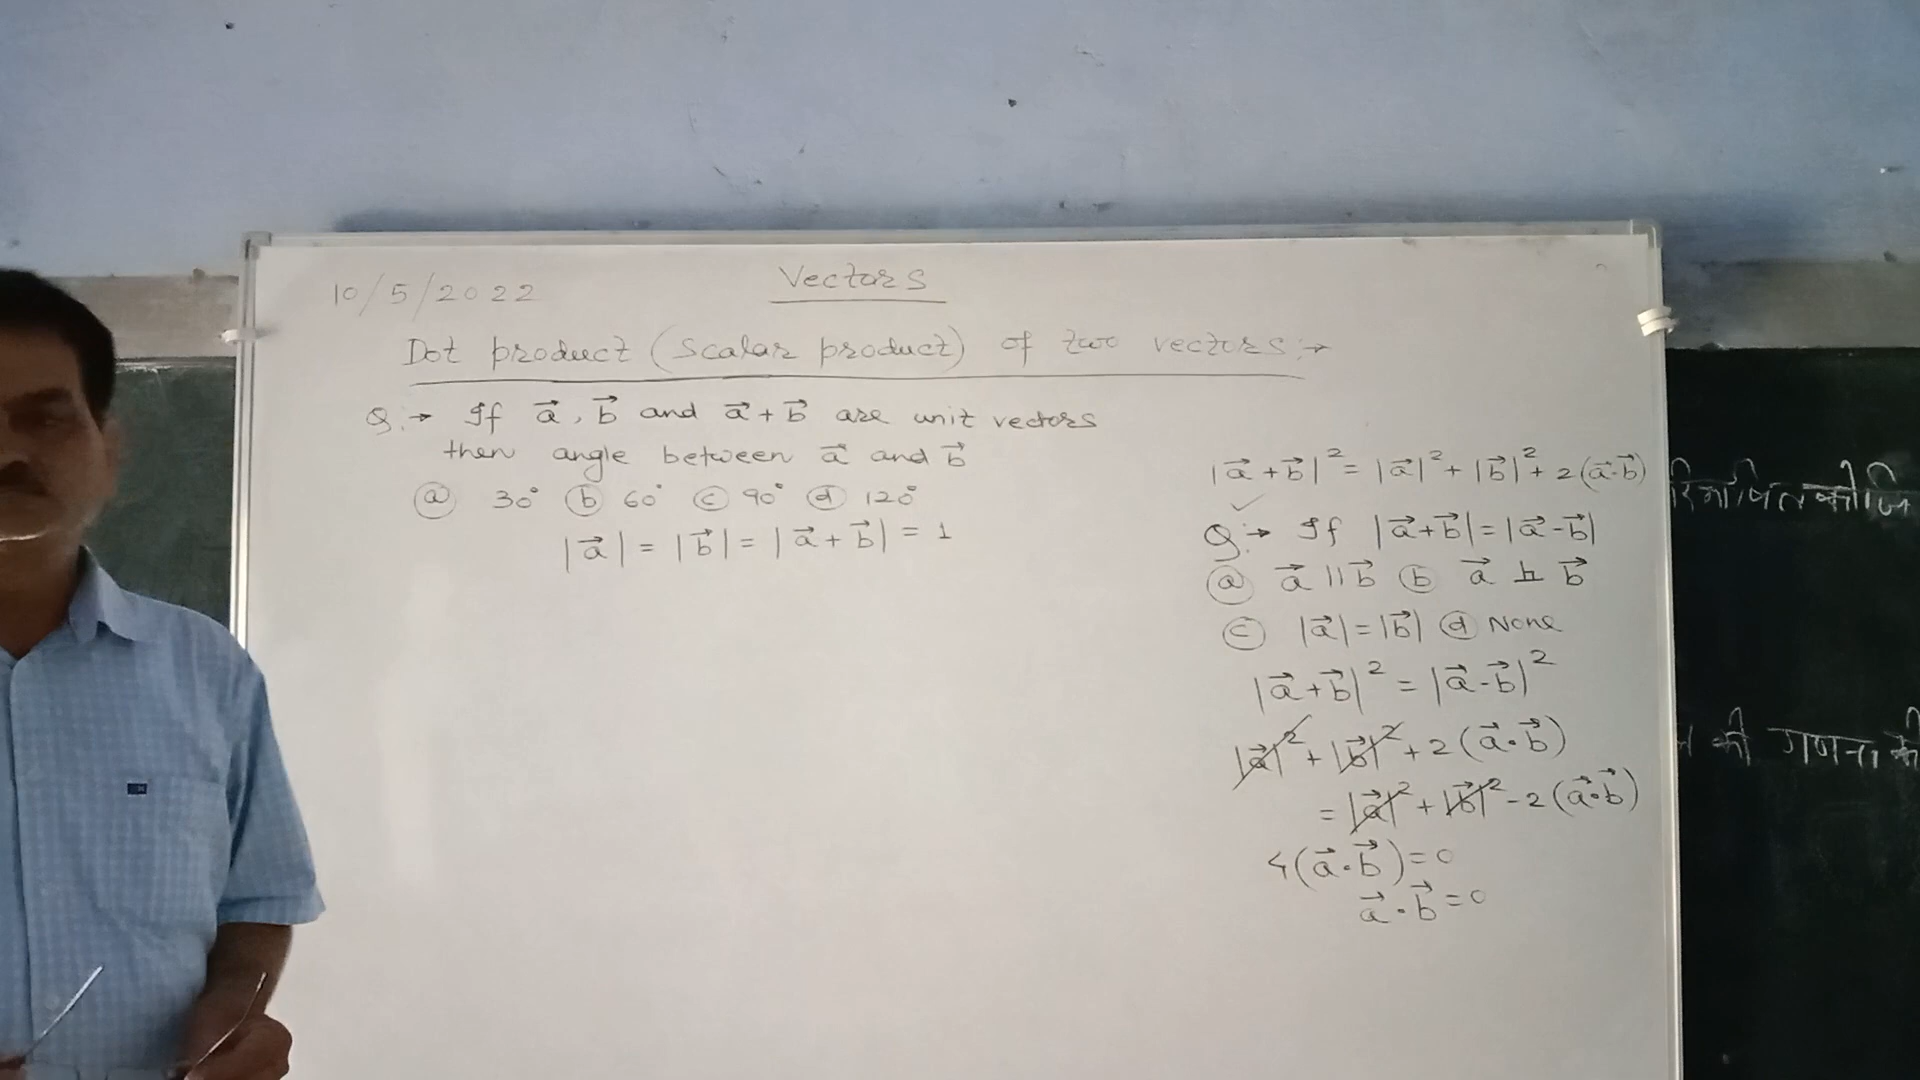 10/5/2022
Vectors
Dot product (scalar product) of two vectors:→
Q:→ If a⃗, b⃗ and a⃗+b⃗ are unit vectors
then angle between a⃗ and b⃗
ⓐ 30° ⓑ 60° ⓒ 90° ⓓ 120°
|a⃗| = |b⃗| = |a⃗+b⃗| = 1
|a⃗+b⃗|² = |a⃗|² + |b⃗|² + 2(a⃗·b⃗)
Q:→ If |a⃗+b⃗| = |a⃗-b⃗|
ⓐ a⃗ || b⃗ ⓑ a⃗ ⊥ b⃗
ⓒ |a⃗| = |b⃗| ⓓ None
|a⃗+b⃗|² = |a⃗-b⃗|²
|a⃗|² + |b⃗|² + 2(a⃗·b⃗)
= |a⃗|² + |b⃗|² - 2(a⃗·b⃗)
4(a⃗·b⃗) = 0
a⃗·b⃗ = 0
की गणना